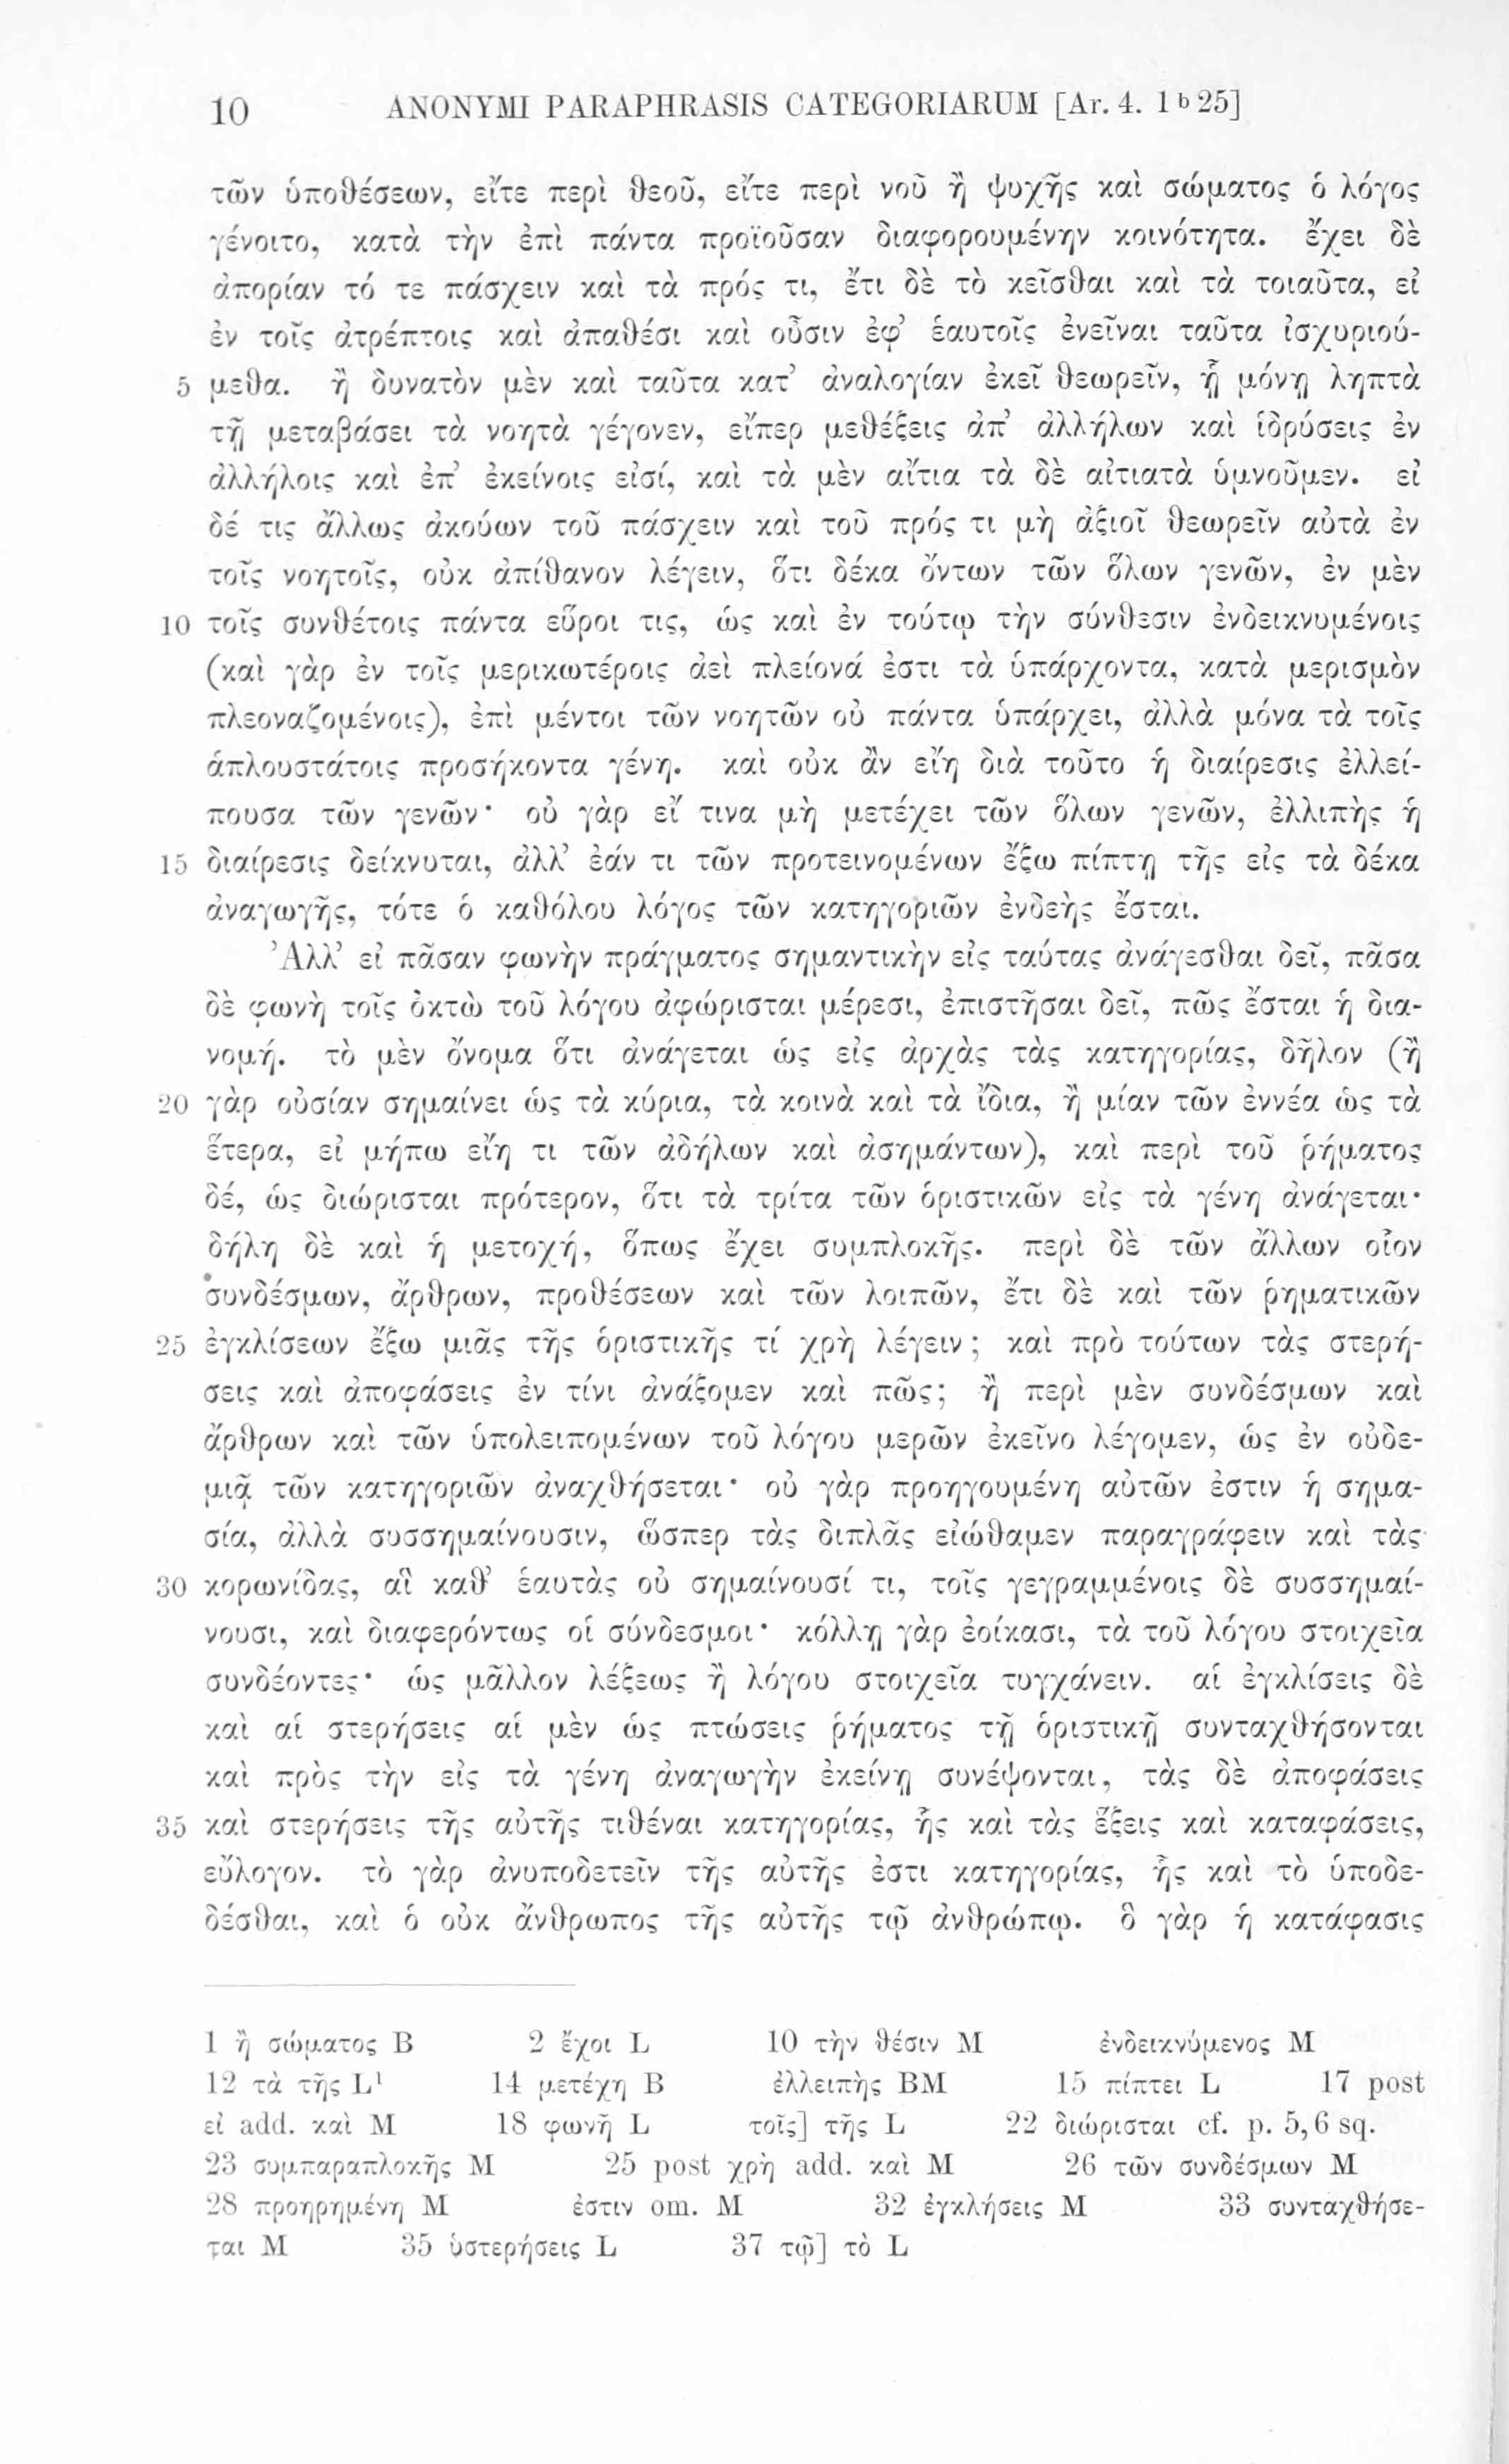 10 ANONYMI PARAPHRASIS CATEGORIARUM [Ar. 4. 1 b 25]
τῶν ὑποθέσεων, εἴτε περὶ θεοῦ, εἴτε περὶ νοῦ ἢ ψυχῆς καὶ σώματος ὁ λόγος
γένοιτο, κατὰ τὴν ἐπὶ πάντα προϊοῦσαν διαφορουμένην κοινότητα. ἔχει δὲ
ἀπορίαν τό τε πάσχειν καὶ τὰ πρός τι, ἔτι δὲ τὸ κεῖσθαι καὶ τὰ τοιαῦτα, εἰ
ἐν τοῖς ἀτρέπτοις καὶ ἀπαθέσι καὶ οὖσιν ἐφ’ ἑαυτοῖς ἐνεῖναι ταῦτα ἰσχυριού-
5 μεθα. ἢ δυνατὸν μὲν καὶ ταῦτα κατ’ ἀναλογίαν ἐκεῖ θεωρεῖν, ᾗ μόνῃ ληπτὰ
τῇ μεταβάσει τὰ νοητὰ γέγονεν, εἴπερ μεθέξεις ἀπ’ ἀλλήλων καὶ ἱδρύσεις ἐν
ἀλλήλοις καὶ ἐπ’ ἐκείνοις εἰσί, καὶ τὰ μὲν αἴτια τὰ δὲ αἰτιατὰ ὑμνοῦμεν. εἰ
δέ τις ἄλλως ἀκούων τοῦ πάσχειν καὶ τοῦ πρός τι μὴ ἀξιοῖ θεωρεῖν αὐτὰ ἐν
τοῖς νοητοῖς, οὐκ ἀπίθανον λέγειν, ὅτι δέκα ὄντων τῶν ὅλων γενῶν, ἐν μὲν
10 τοῖς συνθέτοις πάντα εὕροι τις, ὡς καὶ ἐν τούτῳ τὴν σύνθεσιν ἐνδεικνυμένοις
(καὶ γὰρ ἐν τοῖς μερικωτέροις ἀεὶ πλείονά ἐστι τὰ ὑπάρχοντα, κατὰ μερισμὸν
πλεοναζομένοις), ἐπὶ μέντοι τῶν νοητῶν οὐ πάντα ὑπάρχει, ἀλλὰ μόνα τὰ τοῖς
ἁπλουστάτοις προσήκοντα γένη. καὶ οὐκ ἂν εἴη διὰ τοῦτο ἡ διαίρεσις ἐλλεί-
πουσα τῶν γενῶν· οὐ γὰρ εἴ τινα μὴ μετέχει τῶν ὅλων γενῶν, ἐλλιπὴς ἡ
15 διαίρεσις δείκνυται, ἀλλ’ ἐάν τι τῶν προτεινομένων ἔξω πίπτῃ τῆς εἰς τὰ δέκα
ἀναγωγῆς, τότε ὁ καθόλου λόγος τῶν κατηγοριῶν ἐνδεὴς ἔσται.
Ἀλλ’ εἰ πᾶσαν φωνὴν πράγματος σημαντικὴν εἰς ταύτας ἀνάγεσθαι δεῖ, πᾶσα
δὲ φωνὴ τοῖς ὀκτὼ τοῦ λόγου ἀφώρισται μέρεσι, ἐπιστῆσαι δεῖ, πῶς ἔσται ἡ δια-
νομή. τὸ μὲν ὄνομα ὅτι ἀνάγεται ὡς εἰς ἀρχὰς τὰς κατηγορίας, δῆλον (ἢ
20 γὰρ οὐσίαν σημαίνει ὡς τὰ κύρια, τὰ κοινὰ καὶ τὰ ἴδια, ἢ μίαν τῶν ἐννέα ὡς τὰ
ἕτερα, εἰ μήπω εἴη τι τῶν ἀδήλων καὶ ἀσημάντων), καὶ περὶ τοῦ ῥήματος
δέ, ὡς διώρισται πρότερον, ὅτι τὰ τρίτα τῶν ὁριστικῶν εἰς τὰ γένη ἀνάγεται·
δήλη δὲ καὶ ἡ μετοχή, ὅπως ἔχει συμπλοκῆς. περὶ δὲ τῶν ἄλλων οἷον
συνδέσμων, ἄρθρων, προθέσεων καὶ τῶν λοιπῶν, ἔτι δὲ καὶ τῶν ῥηματικῶν
25 ἐγκλίσεων ἔξω μιᾶς τῆς ὁριστικῆς τί χρὴ λέγειν; καὶ πρὸ τούτων τὰς στερή-
σεις καὶ ἀποφάσεις ἐν τίνι ἀνάξομεν καὶ πῶς; ἢ περὶ μὲν συνδέσμων καὶ
ἄρθρων καὶ τῶν ὑπολειπομένων τοῦ λόγου μερῶν ἐκεῖνο λέγομεν, ὡς ἐν οὐδε-
μιᾷ τῶν κατηγοριῶν ἀναχθήσεται· οὐ γὰρ προηγουμένη αὐτῶν ἐστιν ἡ σημα-
σία, ἀλλὰ συσσημαίνουσιν, ὥσπερ τὰς διπλᾶς εἰώθαμεν παραγράφειν καὶ τὰς
30 κορωνίδας, αἳ καθ’ ἑαυτὰς οὐ σημαίνουσί τι, τοῖς γεγραμμένοις δὲ συσσημαί-
νουσι, καὶ διαφερόντως οἱ σύνδεσμοι· κόλλῃ γὰρ ἐοίκασι, τὰ τοῦ λόγου στοιχεῖα
συνδέοντες· ὡς μᾶλλον λέξεως ἢ λόγου στοιχεῖα τυγχάνειν. αἱ ἐγκλίσεις δὲ
καὶ αἱ στερήσεις αἱ μὲν ὡς πτώσεις ῥήματος τῇ ὁριστικῇ συνταχθήσονται
καὶ πρὸς τὴν εἰς τὰ γένη ἀναγωγὴν ἐκείνῃ συνέψονται, τὰς δὲ ἀποφάσεις
35 καὶ στερήσεις τῆς αὐτῆς τιθέναι κατηγορίας, ἧς καὶ τὰς ἕξεις καὶ καταφάσεις,
εὔλογον. τὸ γὰρ ἀνυποδετεῖν τῆς αὐτῆς ἐστι κατηγορίας, ἧς καὶ τὸ ὑποδε-
δέσθαι, καὶ ὁ οὐκ ἄνθρωπος τῆς αὐτῆς τῷ ἀνθρώπῳ. ὃ γὰρ ἡ κατάφασις
1 ἢ σώματος B 2 ἔχοι L 10 τὴν θέσιν M ἐνδεικνύμενος M
12 τὰ τῆς L¹ 14 μετέχῃ B ἐλλειπὴς BM 15 πίπτει L 17 post
εἰ add. καὶ M 18 φωνῇ L τοῖς] τῆς L 22 διώρισται cf. p. 5,6 sq.
23 συμπαραπλοκῆς M 25 post χρὴ add. καὶ M 26 τῶν συνδέσμων M
28 προηρημένη M ἐστιν om. M 32 ἐγκλήσεις M 33 συνταχθήσε-
ται M 35 ὑστερήσεις L 37 τῷ] τὸ L